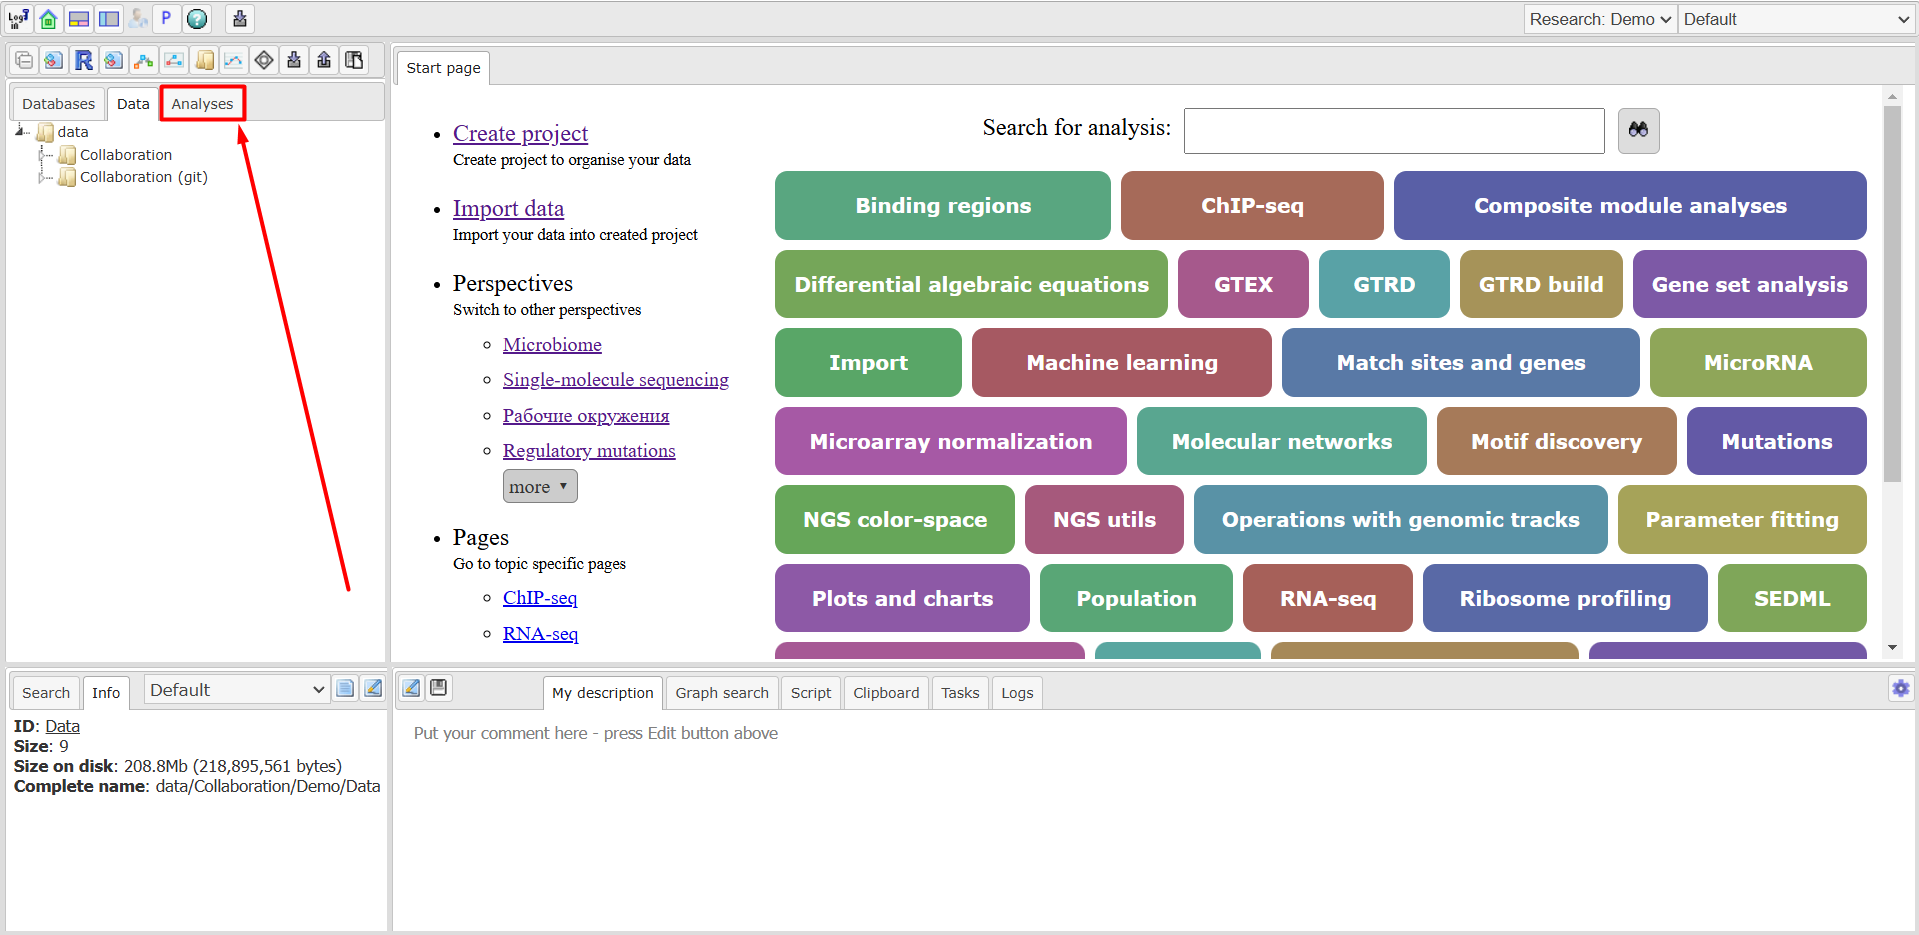 Log in
P
?
Research: Demo
Default
R
Databases
Data
Analyses
data
Collaboration
Collaboration (git)
Start page
Create project
Create project to organise your data
Import data
Import your data into created project
Perspectives
Switch to other perspectives
Microbiome
Single-molecule sequencing
Рабочие окружения
Regulatory mutations
more
Pages
Go to topic specific pages
ChIP-seq
RNA-seq
Search for analysis:
Binding regions
ChIP-seq
Composite module analyses
Differential algebraic equations
GTEX
GTRD
GTRD build
Gene set analysis
Import
Machine learning
Match sites and genes
MicroRNA
Microarray normalization
Molecular networks
Motif discovery
Mutations
NGS color-space
NGS utils
Operations with genomic tracks
Parameter fitting
Plots and charts
Population
RNA-seq
Ribosome profiling
SEDML
Search
Info
Default
ID: Data
Size: 9
Size on disk: 208.8Mb (218,895,561 bytes)
Complete name: data/Collaboration/Demo/Data
My description
Graph search
Script
Clipboard
Tasks
Logs
Put your comment here - press Edit button above